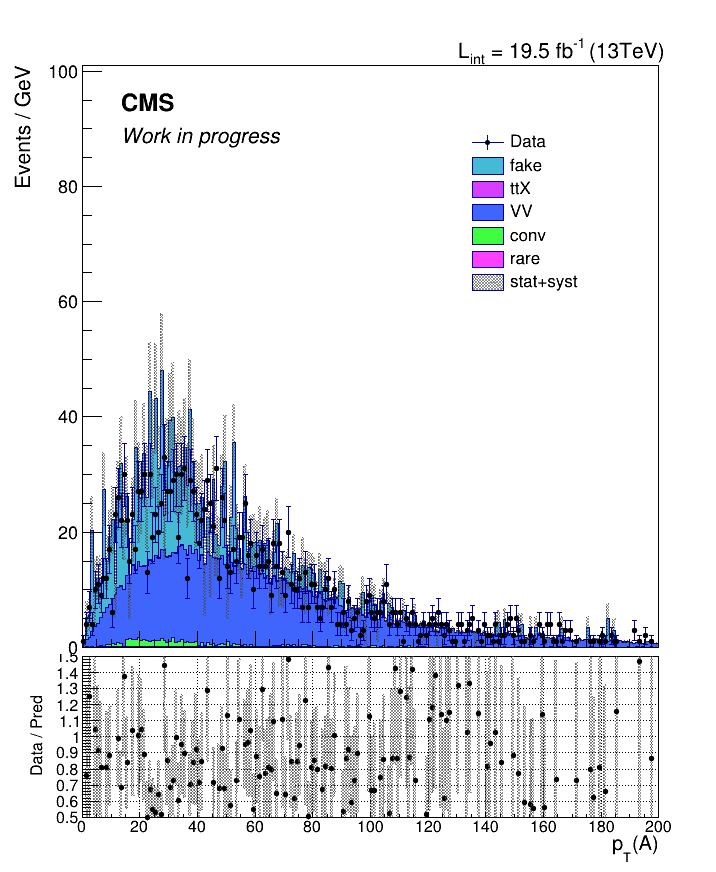 L_int = 19.5 fb^-1 (13TeV)
Events / GeV
100
80
60
40
20
0
CMS
Work in progress
Data
fake
ttX
VV
conv
rare
stat+syst
Data / Pred
1.5
1.4
1.3
1.2
1.1
1
0.9
0.8
0.7
0.6
0.5
0 20 40 60 80 100 120 140 160 180 200
p_T(A)